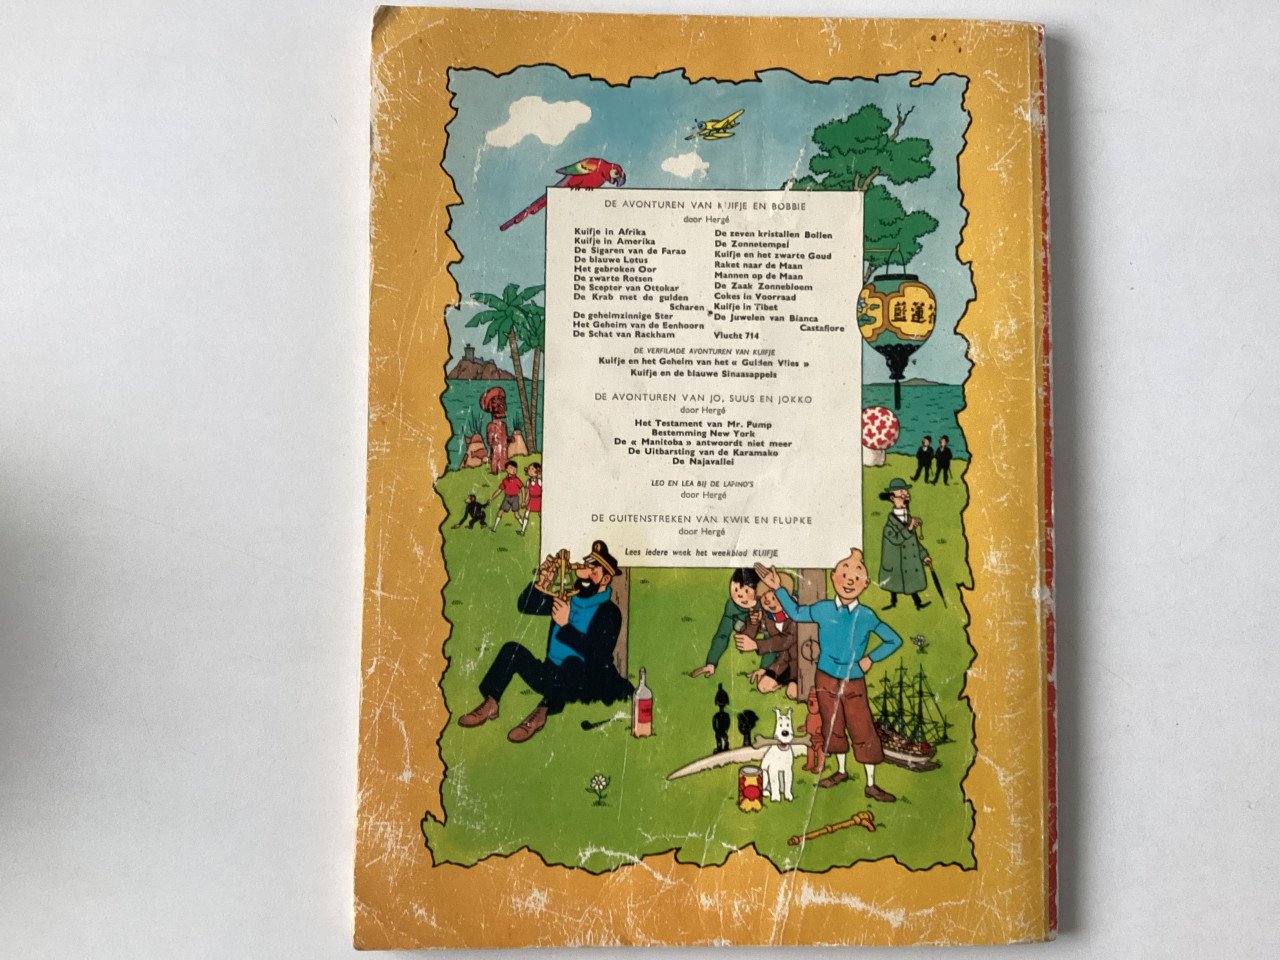 DE AVONTUREN VAN KUIFJE EN BOBBIE
door Hergé
Kuifje in Afrika
Kuifje in Amerika
De Sigaren van de Farao
De blauwe Lotus
Het gebroken Oor
De zwarte Rotsen
De Scepter van Ottokar
De Krab met de gulden
Scharen
De geheimzinnige Ster
Het Geheim van de Eenhoorn
De Schat van Rackham
De zeven kristallen Bollen
De Zonnetempel
Kuifje en het zwarte Goud
Raket naar de Maan
Mannen op de Maan
De Zaak Zonnebloem
Cokes in Voorraad
Kuifje in Tibet
De Juwelen van Bianca
Castafiore
Vlucht 714
DE VERFILMDE AVONTUREN VAN KUIFJE
Kuifje en het Geheim van het « Gulden Vlies »
Kuifje en de blauwe Sinaasappels
DE AVONTUREN VAN JO, SUUS EN JOKKO
door Hergé
Het Testament van Mr. Pump
Bestemming New York
De « Manitoba » antwoordt niet meer
De Uitbarsting van de Karamako
De Najavallei
LEO EN LEA BIJ DE LAPINO'S
door Hergé
DE GUITENSTREKEN VAN KWIK EN FLUPKE
door Hergé
Lees iedere week het weekblad KUIFJE
藍蓮